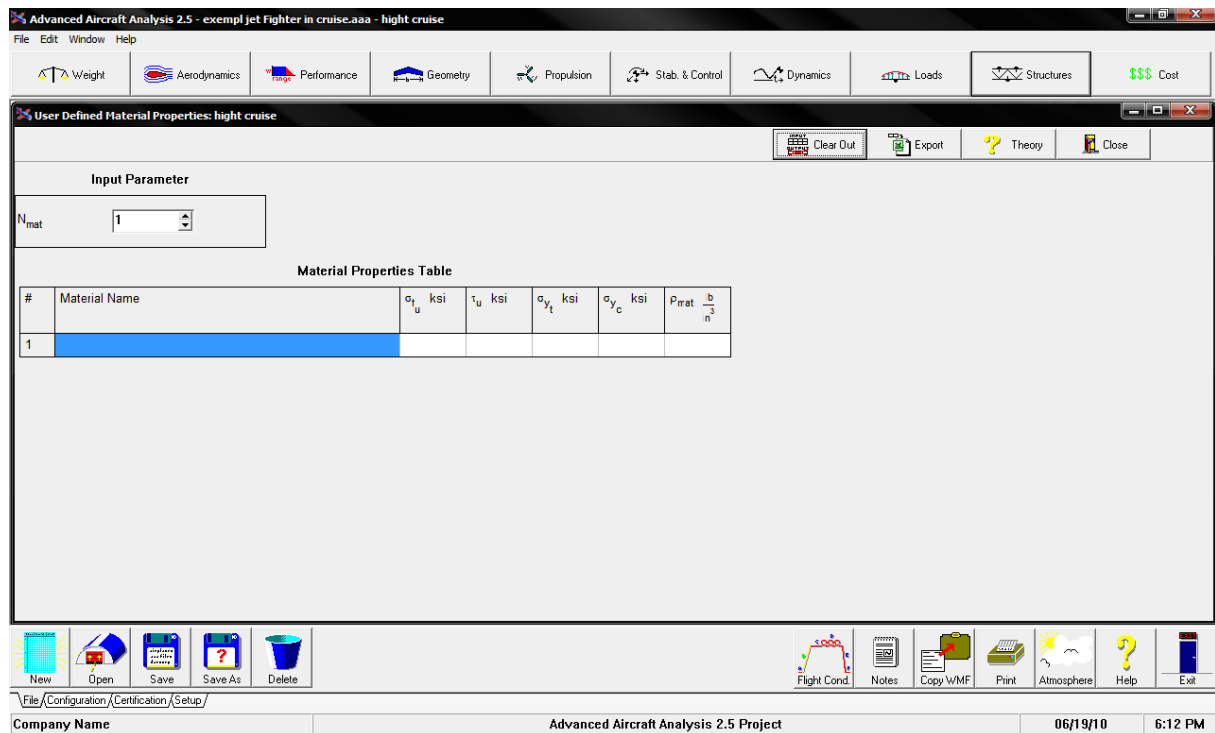 Advanced Aircraft Analysis 2.5 - exempl jet Fighter in cruise.aaa - hight cruise
File Edit Window Help
Weight Aerodynamics Performance Geometry Propulsion Stab. & Control Dynamics Loads Structures $$$ Cost
User Defined Material Properties: hight cruise
Clear Out Export Theory Close
Input Parameter
Nmat 1
Material Properties Table
# Material Name σtu ksi τu ksi σyt ksi σyc ksi ρmat lb/in3
1
New Open Save Save As Delete Flight Cond. Notes Copy WMF Print Atmosphere Help Exit
File Configuration Certification Setup
Company Name Advanced Aircraft Analysis 2.5 Project 06/19/10 6:12 PM